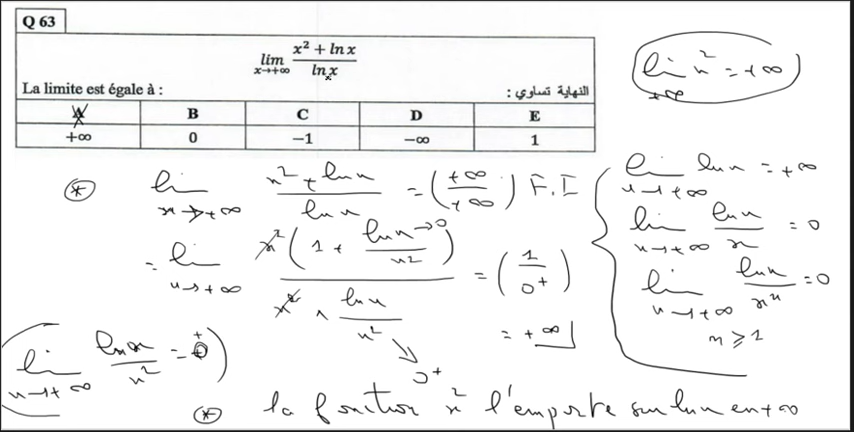 Q 63
lim x→+∞ (x² + ln x)/(ln x)
La limite est égale à : النهاية تساوي :
A B C D E
+∞ 0 −1 −∞ 1
lim +∞ x² = +∞
* lim x→+∞ (x² + ln x)/(ln x) = (+∞/+∞) F.I
= lim x→+∞ x²(1 + ln x/x² → 0)/(x² × ln x/x² → 0⁺) = (1/0⁺)
= +∞
lim x→+∞ ln x = +∞
lim x→+∞ ln x/x = 0
lim x→+∞ ln x/xⁿ = 0
n ≥ 1
(lim x→+∞ ln x/x² = 0⁺)
* la fonction x² l'emporte sur ln x en +∞